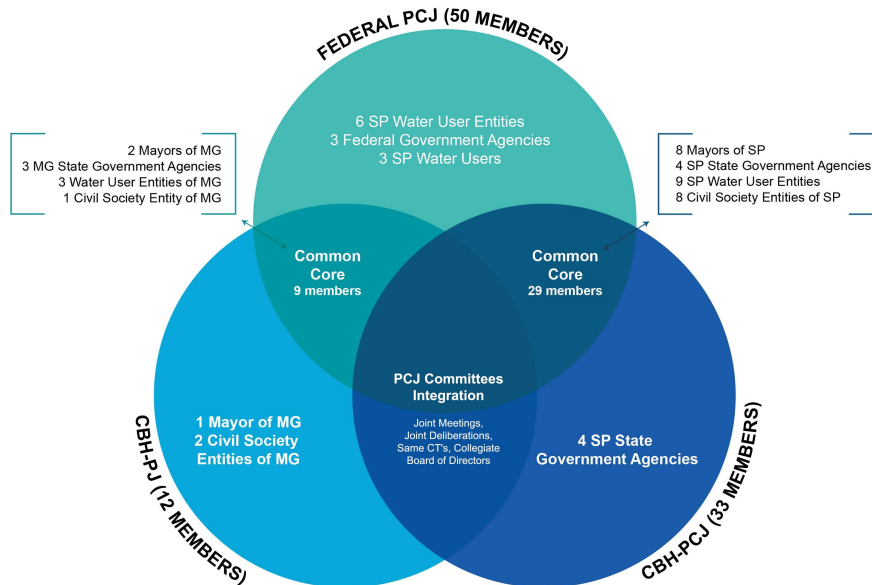 FEDERAL PCJ (50 MEMBERS)
6 SP Water User Entities
3 Federal Government Agencies
3 SP Water Users
2 Mayors of MG
3 MG State Government Agencies
3 Water User Entities of MG
1 Civil Society Entity of MG
8 Mayors of SP
4 SP State Government Agencies
9 SP Water User Entities
8 Civil Society Entities of SP
Common
Core
9 members
Common
Core
29 members
PCJ Committees
Integration
Joint Meetings,
Joint Deliberations,
Same CT's, Collegiate
Board of Directors
1 Mayor of MG
2 Civil Society
Entities of MG
4 SP State
Government Agencies
CBH-PJ (12 MEMBERS)
CBH-PCJ (33 MEMBERS)